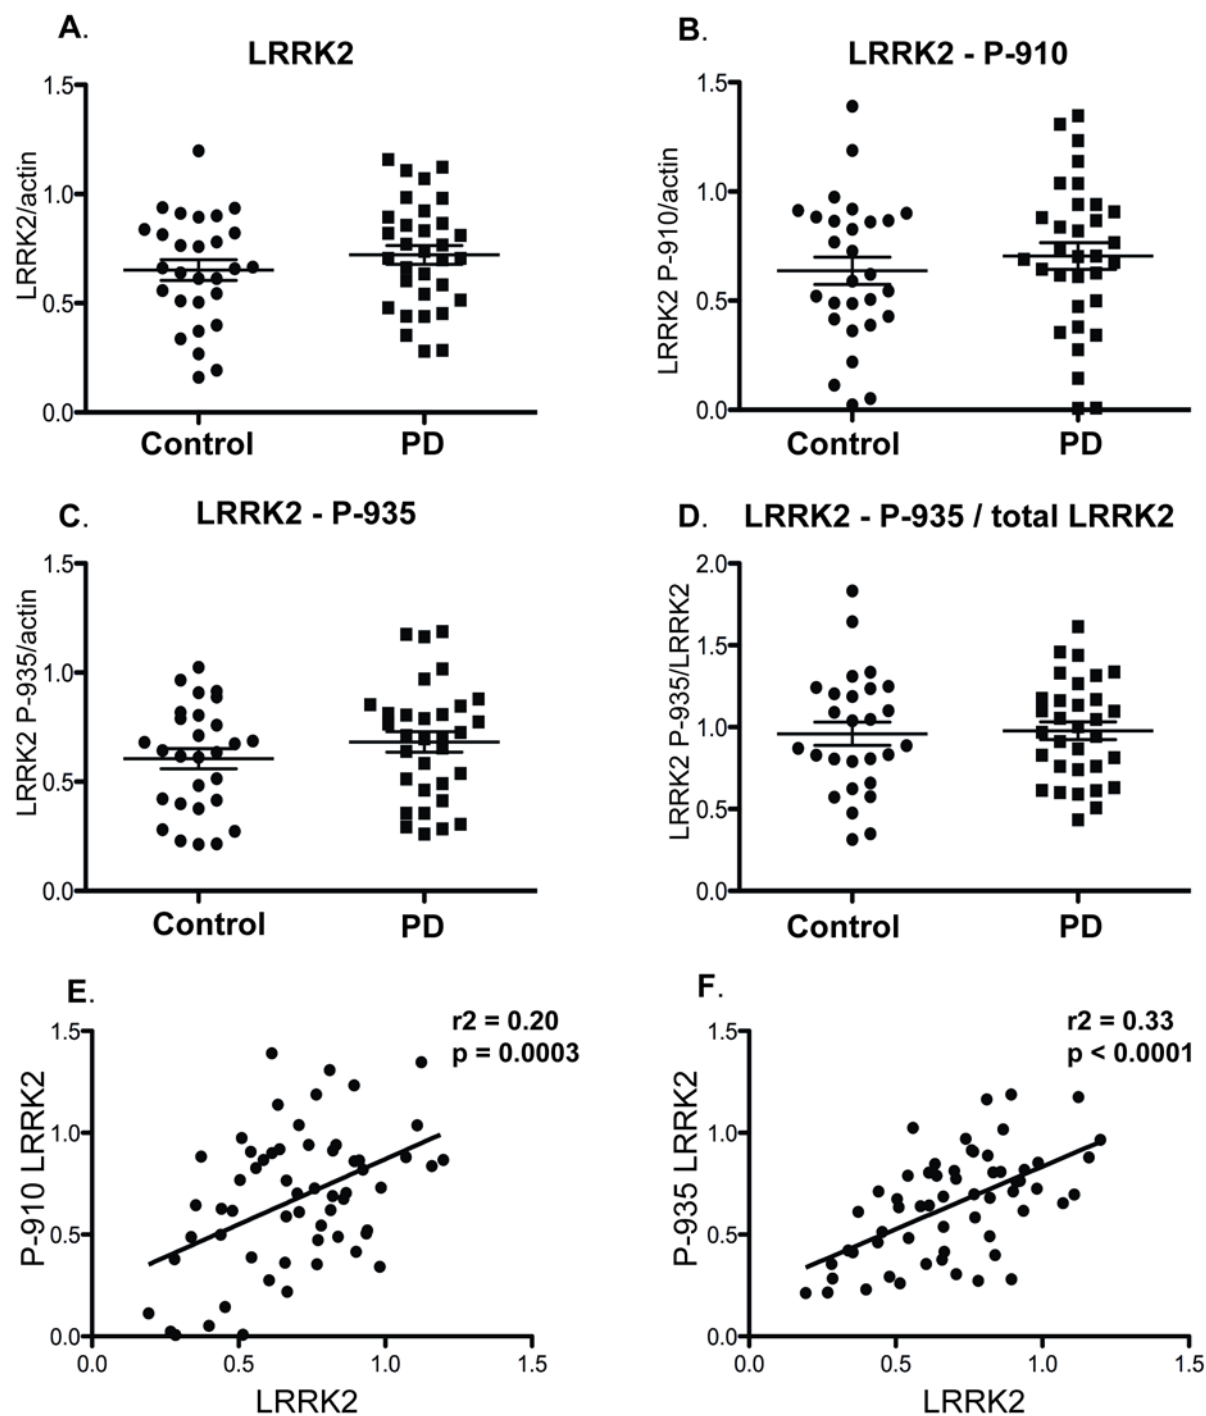 A.
LRRK2
1.5
1.0
0.5
0.0
LRRK2/actin
Control
PD
B.
LRRK2 - P-910
1.5
1.0
0.5
0.0
LRRK2 P-910/actin
Control
PD
C.
LRRK2 - P-935
1.5
1.0
0.5
0.0
LRRK2 P-935/actin
Control
PD
D.
LRRK2 - P-935 / total LRRK2
2.0
1.5
1.0
0.5
0.0
LRRK2 P-935/LRRK2
Control
PD
E.
r2 = 0.20
p = 0.0003
1.5
1.0
0.5
0.0
P-910 LRRK2
0.0
0.5
1.0
1.5
LRRK2
F.
r2 = 0.33
p < 0.0001
1.5
1.0
0.5
0.0
P-935 LRRK2
0.0
0.5
1.0
1.5
LRRK2